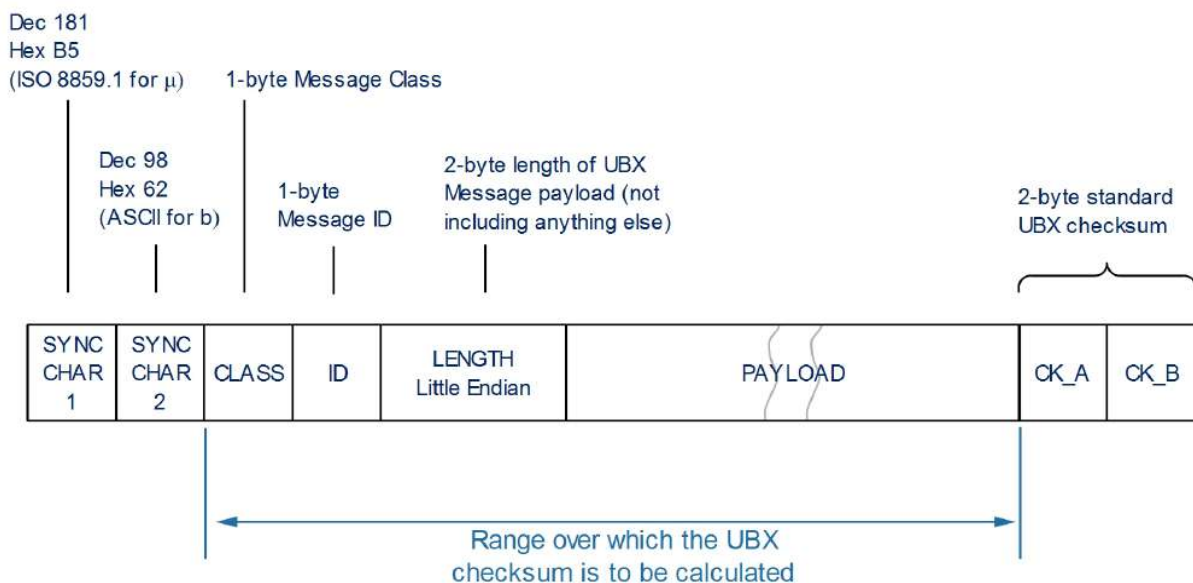 Dec 181
Hex B5
(ISO 8859.1 for μ)
1-byte Message Class
Dec 98
Hex 62
(ASCII for b)
1-byte
Message ID
2-byte length of UBX
Message payload (not
including anything else)
2-byte standard
UBX checksum
SYNC
CHAR
1
SYNC
CHAR
2
CLASS
ID
LENGTH
Little Endian
PAYLOAD
CK_A
CK_B
Range over which the UBX
checksum is to be calculated